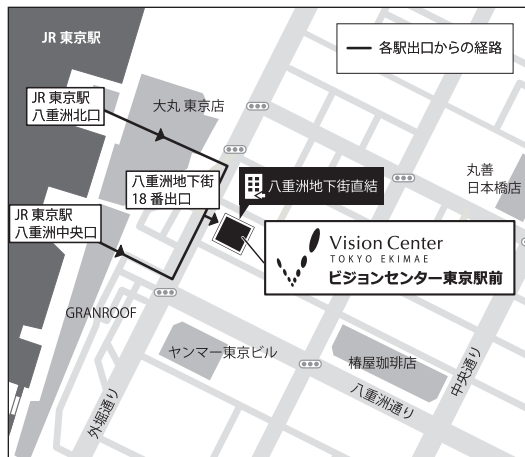 JR 東京駅
各駅出口からの経路
JR 東京駅
八重洲北口
大丸 東京店
丸善
日本橋店
八重洲地下街
18 番出口
八重洲地下街直結
JR 東京駅
八重洲中央口
Vision Center
TOKYO EKIMAE
ビジョンセンター東京駅前
GRANROOF
ヤンマー東京ビル
椿屋珈琲店
中央通り
八重洲通り
外堀通り